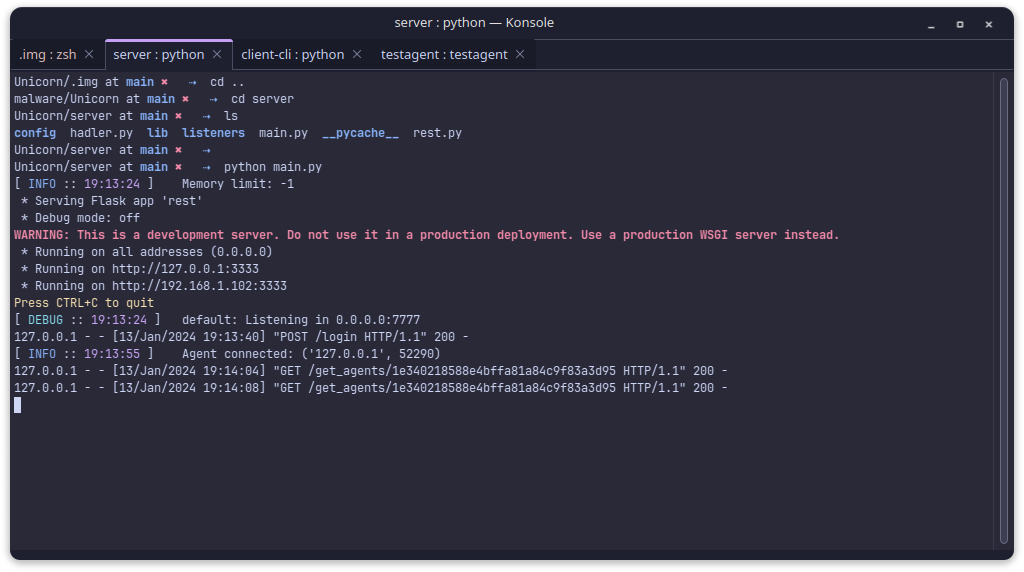 server : python — Konsole
.img : zsh × server : python × client-cli : python × testagent : testagent ×
Unicorn/.img at main ✖ ⇢ cd ..
malware/Unicorn at main ✖ ⇢ cd server
Unicorn/server at main ✖ ⇢ ls
config hadler.py lib listeners main.py __pycache__ rest.py
Unicorn/server at main ✖ ⇢
Unicorn/server at main ✖ ⇢ python main.py
[ INFO :: 19:13:24 ] Memory limit: -1
* Serving Flask app 'rest'
* Debug mode: off
WARNING: This is a development server. Do not use it in a production deployment. Use a production WSGI server instead.
* Running on all addresses (0.0.0.0)
* Running on http://127.0.0.1:3333
* Running on http://192.168.1.102:3333
Press CTRL+C to quit
[ DEBUG :: 19:13:24 ] default: Listening in 0.0.0.0:7777
127.0.0.1 - - [13/Jan/2024 19:13:40] "POST /login HTTP/1.1" 200 -
[ INFO :: 19:13:55 ] Agent connected: ('127.0.0.1', 52290)
127.0.0.1 - - [13/Jan/2024 19:14:04] "GET /get_agents/1e340218588e4bffa81a84c9f83a3d95 HTTP/1.1" 200 -
127.0.0.1 - - [13/Jan/2024 19:14:08] "GET /get_agents/1e340218588e4bffa81a84c9f83a3d95 HTTP/1.1" 200 -